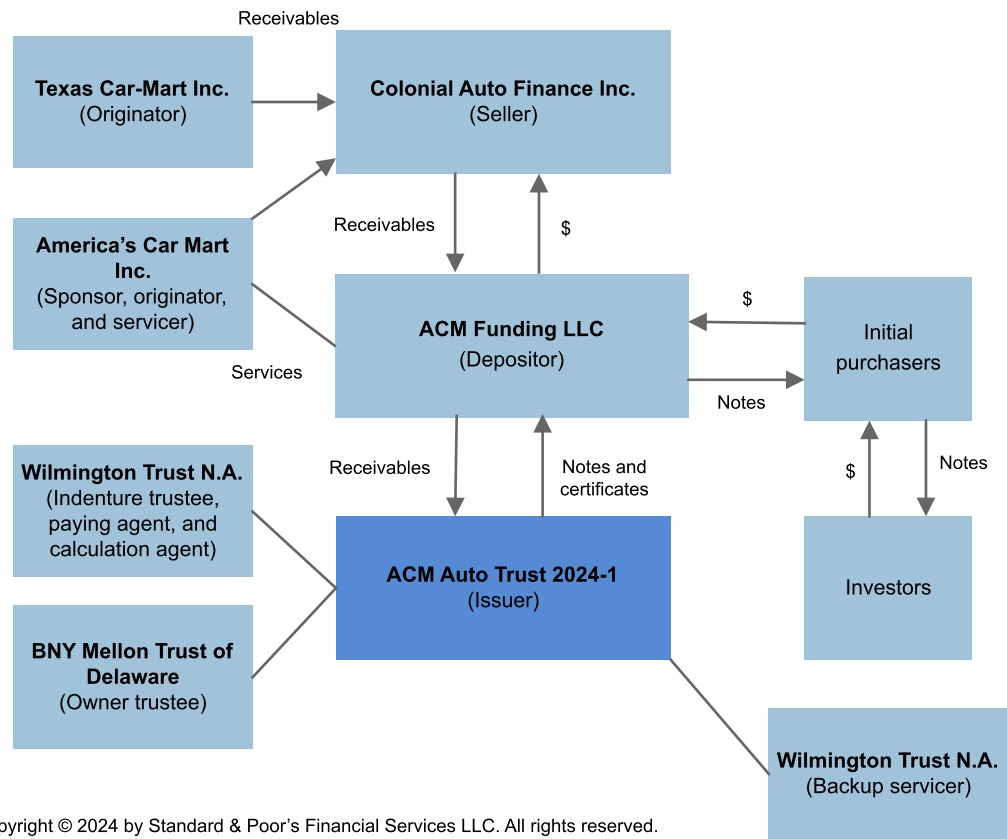 Receivables
Texas Car-Mart Inc.
(Originator)
Colonial Auto Finance Inc.
(Seller)
America’s Car Mart
Inc.
(Sponsor, originator,
and servicer)
Receivables
$
ACM Funding LLC
(Depositor)
$
Initial
purchasers
Services
Notes
Wilmington Trust N.A.
(Indenture trustee,
paying agent, and
calculation agent)
Receivables
Notes and
certificates
$
Notes
ACM Auto Trust 2024-1
(Issuer)
Investors
BNY Mellon Trust of
Delaware
(Owner trustee)
Wilmington Trust N.A.
(Backup servicer)
pyright © 2024 by Standard & Poor’s Financial Services LLC. All rights reserved.